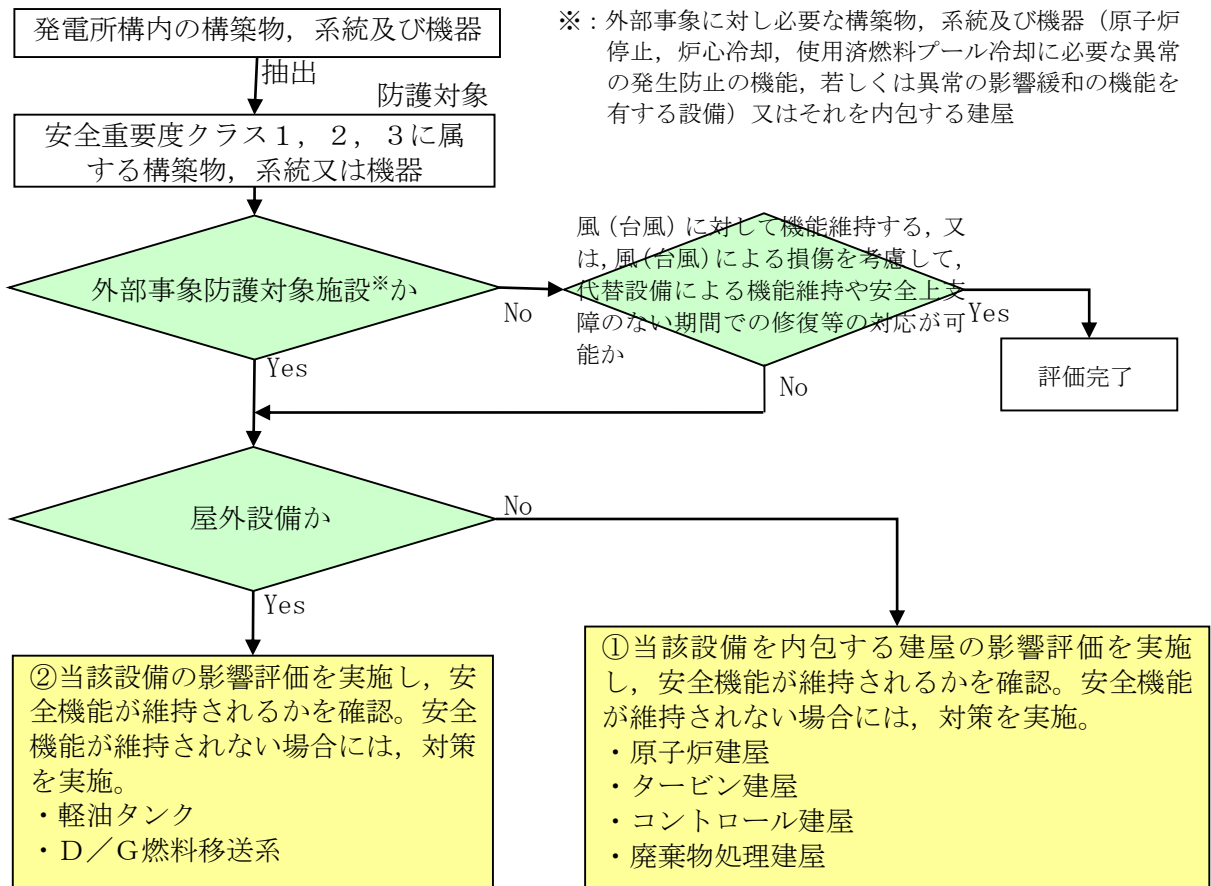 発電所構内の構築物，系統及び機器
※：外部事象に対し必要な構築物，系統及び機器（原子炉
停止，炉心冷却，使用済燃料プール冷却に必要な異常
の発生防止の機能，若しくは異常の影響緩和の機能を
有する設備）又はそれを内包する建屋
抽出
防護対象
安全重要度クラス１，２，３に属
する構築物，系統又は機器
外部事象防護対象施設※か
No
Yes
風（台風）に対して機能維持する，又
は，風（台風）による損傷を考慮して，
代替設備による機能維持や安全上支
障のない期間での修復等の対応が可
能か
Yes
No
評価完了
屋外設備か
No
Yes
②当該設備の影響評価を実施し，安
全機能が維持されるかを確認。安全
機能が維持されない場合には，対策
を実施。
・軽油タンク
・Ｄ／Ｇ燃料移送系
①当該設備を内包する建屋の影響評価を実施
し，安全機能が維持されるかを確認。安全機能
が維持されない場合には，対策を実施。
・原子炉建屋
・タービン建屋
・コントロール建屋
・廃棄物処理建屋